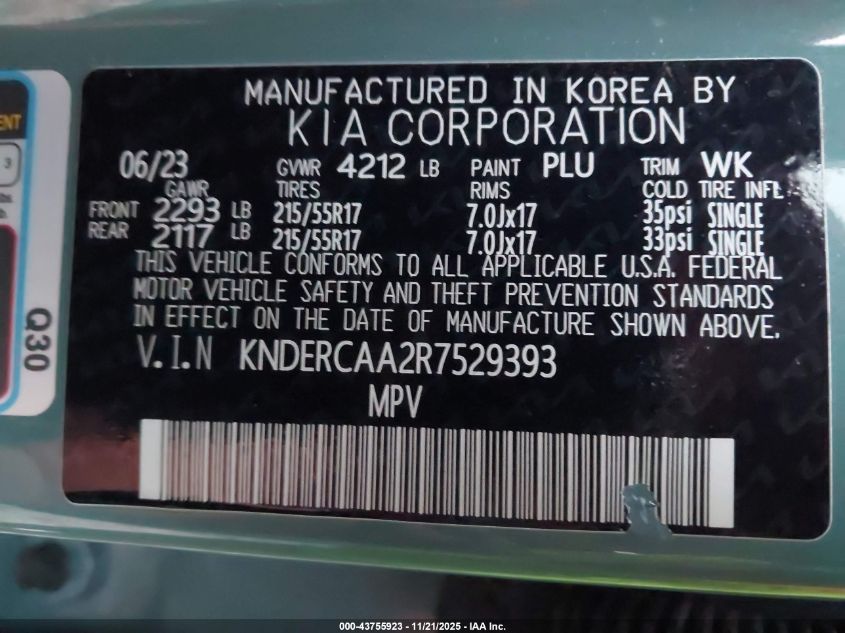 MANUFACTURED IN KOREA BY
KIA CORPORATION
06/23 GVWR 4212 LB PAINT PLU TRIM WK
GAWR TIRES RIMS COLD TIRE INFL
FRONT 2293 LB 215/55R17 7.0Jx17 35psi SINGLE
REAR 2117 LB 215/55R17 7.0Jx17 33psi SINGLE
THIS VEHICLE CONFORMS TO ALL APPLICABLE U.S.A. FEDERAL
MOTOR VEHICLE SAFETY AND THEFT PREVENTION STANDARDS
IN EFFECT ON THE DATE OF MANUFACTURE SHOWN ABOVE.
V.I.N KNDERCAA2R7529393
MPV
3
Q30
000-43755923 - 11/21/2025 - IAA Inc.